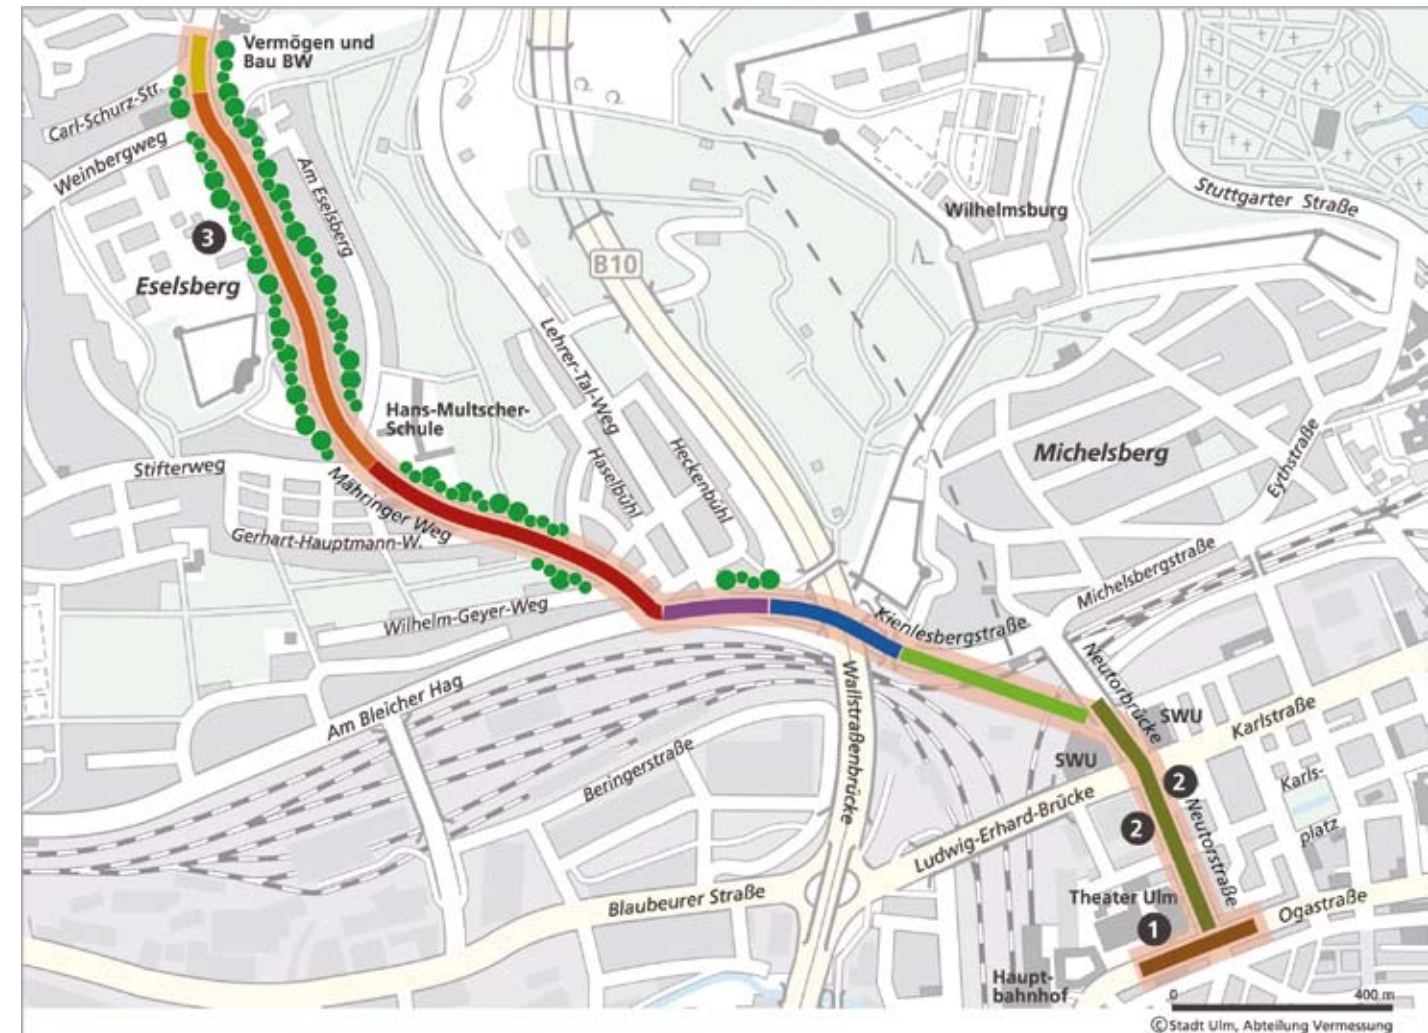 Vermögen und
Bau BW
Carl-Schurz-Str.
Weinbergweg
Am Eselsberg
3
Eselsberg
Wilhelmsburg
Stuttgarter Straße
B10
Lehrer-Tal-Weg
Hans-Multscher-
Schule
Haselbühl
Heckenbühl
Michelsberg
Eythstraße
Stifterweg
Mähringer Weg
Gerhart-Hauptmann-W.
Wilhelm-Geyer-Weg
Michelsbergstraße
Kienlesbergstraße
Neutorbrücke
Am Bleicher Hag
Wallstraßenbrücke
SWU
Karlstraße
SWU
Beringerstraße
2
Karls-
platz
2
Neutorstraße
Ludwig-Erhard-Brücke
Blaubeurer Straße
Theater Ulm
1
Ogastraße
Haupt-
bahnhof
0 400 m
© Stadt Ulm, Abteilung Vermessung